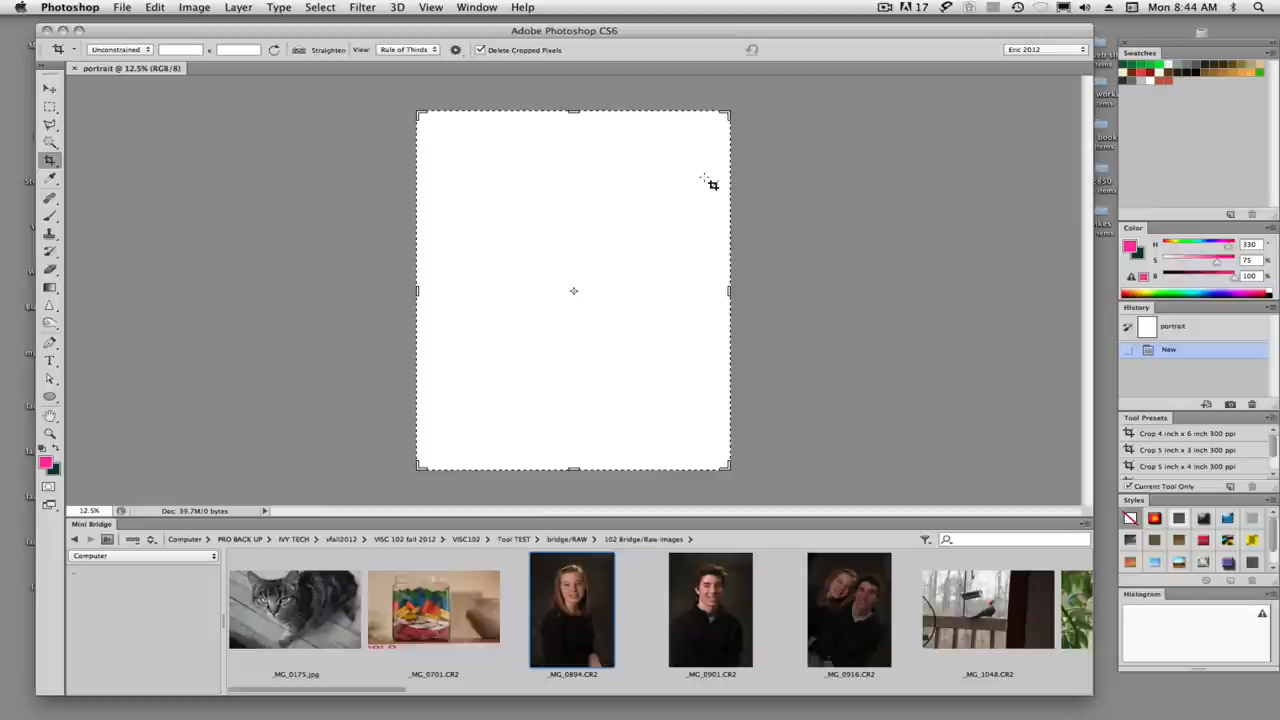 Photoshop File Edit Image Layer Type Select Filter 3D View Window Help 17 Mon 8:44 AM
Adobe Photoshop CS6
Unconstrained x Straighten View: Rule of Thirds Delete Cropped Pixels Eric 2012
× portrait @ 12.5% (RGB/8)
Swatches
Color
H 330 °
S 75 %
B 100 %
History
portrait
New
Tool Presets
Crop 4 inch x 6 inch 300 ppi
Crop 5 inch x 3 inch 300 ppi
Crop 5 inch x 4 inch 300 ppi
Current Tool Only
Styles
Histogram
12.5% Doc: 39.7M/0 bytes
Mini Bridge
Computer > PRO BACK UP > IVY TECH > vfall2012 > VISC 102 fall 2012 > VISC102 > Tool TEST > bridge/RAW > 102 Bridge/Raw images >
Computer
..
_MG_0175.jpg _MG_0701.CR2 _MG_0894.CR2 _MG_0901.CR2 _MG_0916.CR2 _MG_1048.CR2